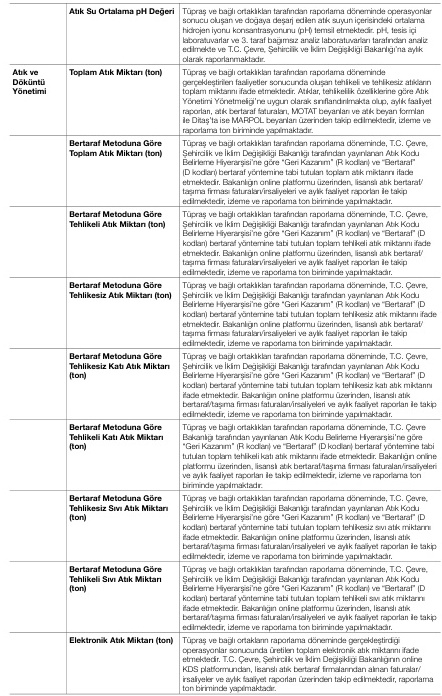 Atık Su Ortalama pH Değeri
Tüpraş ve bağlı ortaklıkları tarafından raporlama döneminde operasyonlar
sonucu oluşan ve doğaya deşarj edilen atık suyun içerisindeki ortalama
hidrojen iyonu konsantrasyonunu (pH) temsil etmektedir. pH, tesis içi
laboratuvarlar ve 3. taraf bağımsız analiz laboratuvarları tarafından analiz
edilmekte ve T.C. Çevre, Şehircilik ve İklim Değişikliği Bakanlığı'na aylık
olarak raporlanmaktadır.
Atık ve
Döküntü
Yönetimi
Toplam Atık Miktarı (ton)
Tüpraş ve bağlı ortaklıkları tarafından raporlama döneminde
gerçekleştirilen faaliyetler sonucunda oluşan tehlikeli ve tehlikesiz atıkların
toplam miktarını ifade etmektedir. Atıklar, tehlikelilik özelliklerine göre Atık
Yönetimi Yönetmeliği'ne uygun olarak sınıflandırılmakta olup, aylık faaliyet
raporları, atık bertaraf faturaları, MOTAT beyanları ve atık beyan formları
ile Ditaş'ta ise MARPOL beyanları üzerinden takip edilmektedir, izleme ve
raporlama ton biriminde yapılmaktadır.
Bertaraf Metoduna Göre
Toplam Atık Miktarı (ton)
Tüpraş ve bağlı ortaklıkları tarafından raporlama döneminde, T.C. Çevre,
Şehircilik ve İklim Değişikliği Bakanlığı tarafından yayınlanan Atık Kodu
Belirleme Hiyerarşisi'ne göre "Geri Kazanım" (R kodları) ve "Bertaraf"
(D kodları) bertaraf yöntemine tabi tutulan toplam atık miktarını ifade
etmektedir. Bakanlığın online platformu üzerinden, lisanslı atık bertaraf/
taşıma firması faturaları/irsaliyeleri ve aylık faaliyet raporları ile takip
edilmektedir, izleme ve raporlama ton biriminde yapılmaktadır.
Bertaraf Metoduna Göre
Tehlikeli Atık Miktarı (ton)
Tüpraş ve bağlı ortaklıkları tarafından raporlama döneminde, T.C. Çevre,
Şehircilik ve İklim Değişikliği Bakanlığı tarafından yayınlanan Atık Kodu
Belirleme Hiyerarşisi'ne göre "Geri Kazanım" (R kodları) ve "Bertaraf" (D
kodları) bertaraf yöntemine tabi tutulan toplam tehlikeli atık miktarını ifade
etmektedir. Bakanlığın online platformu üzerinden, lisanslı atık bertaraf/
taşıma firması faturaları/irsaliyeleri ve aylık faaliyet raporları ile takip
edilmektedir, izleme ve raporlama ton biriminde yapılmaktadır.
Bertaraf Metoduna Göre
Tehlikesiz Atık Miktarı (ton)
Tüpraş ve bağlı ortaklıkları tarafından raporlama döneminde, T.C. Çevre,
Şehircilik ve İklim Değişikliği Bakanlığı tarafından yayınlanan Atık Kodu
Belirleme Hiyerarşisi'ne göre "Geri Kazanım" (R kodları) ve "Bertaraf" (D
kodları) bertaraf yöntemine tabi tutulan toplam tehlikesiz atık miktarını ifade
etmektedir. Bakanlığın online platformu üzerinden, lisanslı atık bertaraf/
taşıma firması faturaları/irsaliyeleri ve aylık faaliyet raporları ile takip
edilmektedir, izleme ve raporlama ton biriminde yapılmaktadır.
Bertaraf Metoduna Göre
Tehlikesiz Katı Atık Miktarı
(ton)
Tüpraş ve bağlı ortaklıkları tarafından raporlama döneminde, T.C. Çevre,
Şehircilik ve İklim Değişikliği Bakanlığı tarafından yayınlanan Atık Kodu
Belirleme Hiyerarşisi'ne göre "Geri Kazanım" (R kodları) ve "Bertaraf" (D
kodları) bertaraf yöntemine tabi tutulan toplam tehlikesiz katı atık miktarını
ifade etmektedir. Bakanlığın online platformu üzerinden, lisanslı atık
bertaraf/taşıma firması faturaları/irsaliyeleri ve aylık faaliyet raporları ile takip
edilmektedir, izleme ve raporlama ton biriminde yapılmaktadır.
Bertaraf Metoduna Göre
Tehlikeli Katı Atık Miktarı
(ton)
Tüpraş ve bağlı ortaklıkları tarafından raporlama döneminde, T.C. Çevre
Bakanlığı tarafından yayınlanan Atık Kodu Belirleme Hiyerarşisi'ne göre
"Geri Kazanım" (R kodları) ve "Bertaraf" (D kodları) bertaraf yöntemine tabi
tutulan toplam tehlikeli katı atık miktarını ifade etmektedir. Bakanlığın online
platformu üzerinden, lisanslı atık bertaraf/taşıma firması faturaları/irsaliyeleri
ve aylık faaliyet raporları ile takip edilmektedir, izleme ve raporlama ton
biriminde yapılmaktadır.
Bertaraf Metoduna Göre
Tehlikesiz Sıvı Atık Miktarı
(ton)
Tüpraş ve bağlı ortaklıkları tarafından raporlama döneminde, T.C. Çevre,
Şehircilik ve İklim Değişikliği Bakanlığı tarafından yayınlanan Atık Kodu
Belirleme Hiyerarşisi'ne göre "Geri Kazanım" (R kodları) ve "Bertaraf" (D
kodları) bertaraf yöntemine tabi tutulan toplam tehlikesiz sıvı atık miktarını
ifade etmektedir. Bakanlığın online platformu üzerinden, lisanslı atık
bertaraf/taşıma firması faturaları/irsaliyeleri ve aylık faaliyet raporları ile takip
edilmektedir, izleme ve raporlama ton biriminde yapılmaktadır.
Bertaraf Metoduna Göre
Tehlikeli Sıvı Atık Miktarı
(ton)
Tüpraş ve bağlı ortaklıkları tarafından raporlama döneminde, T.C. Çevre,
Şehircilik ve İklim Değişikliği Bakanlığı tarafından yayınlanan Atık Kodu
Belirleme Hiyerarşisi'ne göre "Geri Kazanım" (R kodları) ve "Bertaraf" (D
kodları) bertaraf yöntemine tabi tutulan toplam tehlikeli sıvı atık miktarını
ifade etmektedir. Bakanlığın online platformu üzerinden, lisanslı atık
bertaraf/taşıma firması faturaları/irsaliyeleri ve aylık faaliyet raporları ile takip
edilmektedir, izleme ve raporlama ton biriminde yapılmaktadır.
Elektronik Atık Miktarı (ton)
Tüpraş ve bağlı ortakların raporlama döneminde gerçekleştirdiği
operasyonlar sonucunda üretilen toplam elektronik atık miktarını ifade
etmektedir. T.C. Çevre, Şehircilik ve İklim Değişikliği Bakanlığının online
KDS platformundan, lisanslı atık bertaraf firmalarından alınan faturalar/
irsaliyeler ve aylık faaliyet raporları üzerinden takip edilmektedir, raporlama
ton biriminde yapılmaktadır.